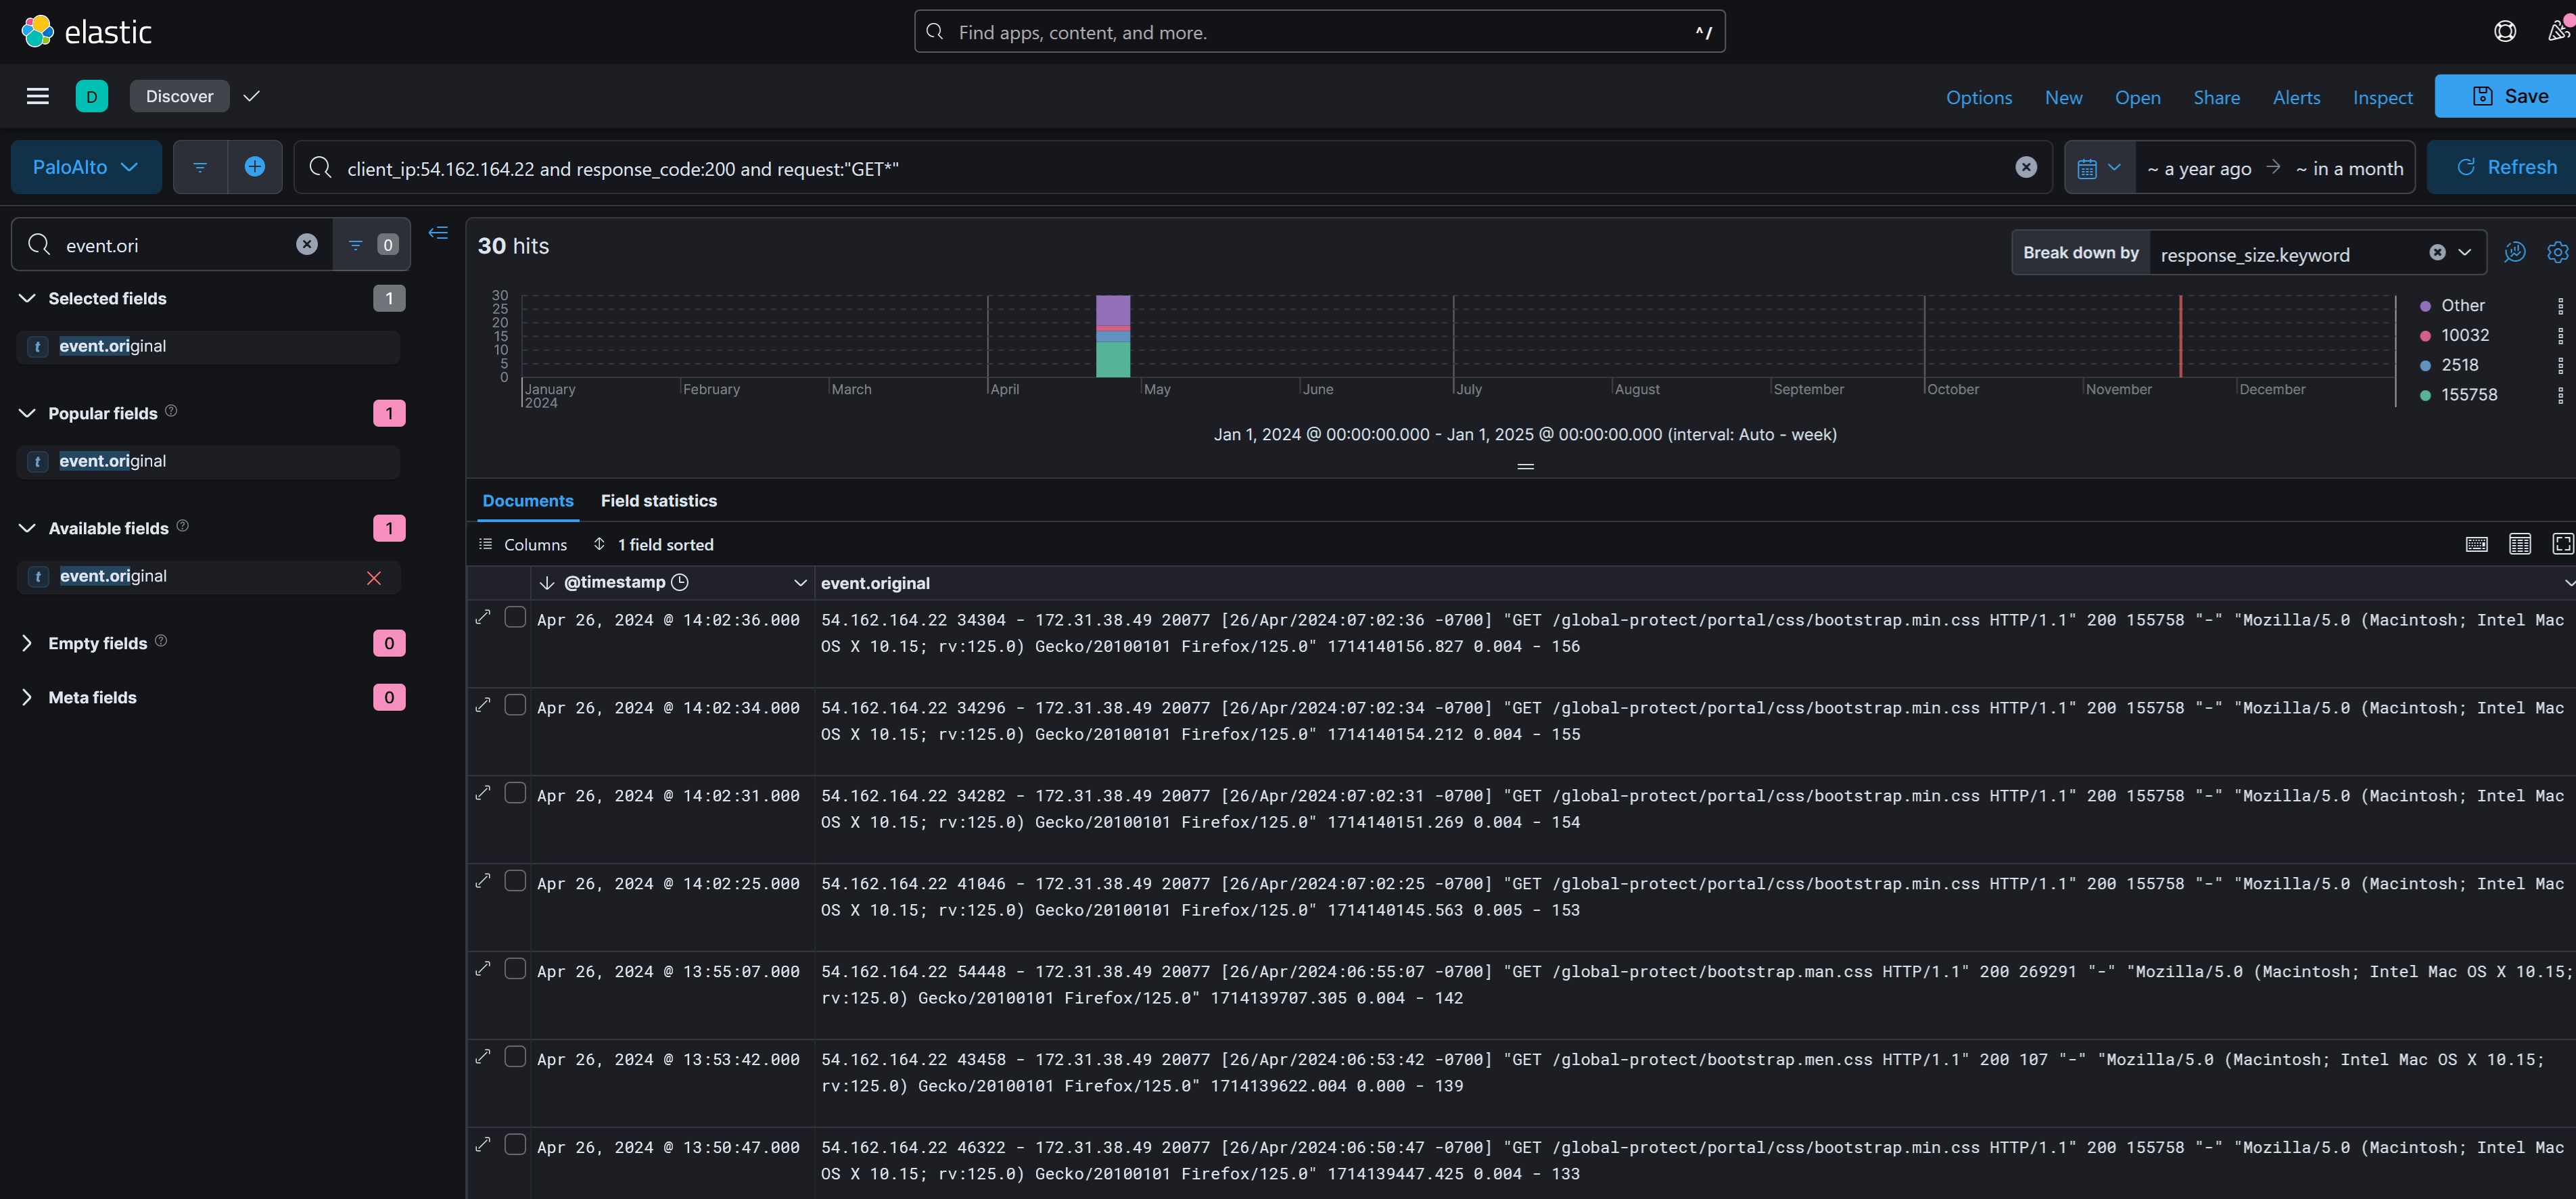 elastic
Find apps, content, and more.
^/
D
Discover
Options
New
Open
Share
Alerts
Inspect
Save
PaloAlto
client_ip:54.162.164.22 and response_code:200 and request:"GET*"
~ a year ago → ~ in a month
Refresh
event.ori
0
Selected fields
1
t event.original
Popular fields
1
t event.original
Available fields
1
t event.original
Empty fields
0
Meta fields
0
30 hits
Break down by
response_size.keyword
30
25
20
15
10
5
0
January
2024
February
March
April
May
June
July
August
September
October
November
December
Other
10032
2518
155758
Jan 1, 2024 @ 00:00:00.000 - Jan 1, 2025 @ 00:00:00.000 (interval: Auto - week)
Documents
Field statistics
Columns
1 field sorted
@timestamp
event.original
Apr 26, 2024 @ 14:02:36.000
54.162.164.22 34304 - 172.31.38.49 20077 [26/Apr/2024:07:02:36 -0700] "GET /global-protect/portal/css/bootstrap.min.css HTTP/1.1" 200 155758 "-" "Mozilla/5.0 (Macintosh; Intel Mac
OS X 10.15; rv:125.0) Gecko/20100101 Firefox/125.0" 1714140156.827 0.004 - 156
Apr 26, 2024 @ 14:02:34.000
54.162.164.22 34296 - 172.31.38.49 20077 [26/Apr/2024:07:02:34 -0700] "GET /global-protect/portal/css/bootstrap.min.css HTTP/1.1" 200 155758 "-" "Mozilla/5.0 (Macintosh; Intel Mac
OS X 10.15; rv:125.0) Gecko/20100101 Firefox/125.0" 1714140154.212 0.004 - 155
Apr 26, 2024 @ 14:02:31.000
54.162.164.22 34282 - 172.31.38.49 20077 [26/Apr/2024:07:02:31 -0700] "GET /global-protect/portal/css/bootstrap.min.css HTTP/1.1" 200 155758 "-" "Mozilla/5.0 (Macintosh; Intel Mac
OS X 10.15; rv:125.0) Gecko/20100101 Firefox/125.0" 1714140151.269 0.004 - 154
Apr 26, 2024 @ 14:02:25.000
54.162.164.22 41046 - 172.31.38.49 20077 [26/Apr/2024:07:02:25 -0700] "GET /global-protect/portal/css/bootstrap.min.css HTTP/1.1" 200 155758 "-" "Mozilla/5.0 (Macintosh; Intel Mac
OS X 10.15; rv:125.0) Gecko/20100101 Firefox/125.0" 1714140145.563 0.005 - 153
Apr 26, 2024 @ 13:55:07.000
54.162.164.22 54448 - 172.31.38.49 20077 [26/Apr/2024:06:55:07 -0700] "GET /global-protect/bootstrap.man.css HTTP/1.1" 200 269291 "-" "Mozilla/5.0 (Macintosh; Intel Mac OS X 10.15;
rv:125.0) Gecko/20100101 Firefox/125.0" 1714139707.305 0.004 - 142
Apr 26, 2024 @ 13:53:42.000
54.162.164.22 43458 - 172.31.38.49 20077 [26/Apr/2024:06:53:42 -0700] "GET /global-protect/bootstrap.men.css HTTP/1.1" 200 107 "-" "Mozilla/5.0 (Macintosh; Intel Mac OS X 10.15;
rv:125.0) Gecko/20100101 Firefox/125.0" 1714139622.004 0.000 - 139
Apr 26, 2024 @ 13:50:47.000
54.162.164.22 46322 - 172.31.38.49 20077 [26/Apr/2024:06:50:47 -0700] "GET /global-protect/portal/css/bootstrap.min.css HTTP/1.1" 200 155758 "-" "Mozilla/5.0 (Macintosh; Intel Mac
OS X 10.15; rv:125.0) Gecko/20100101 Firefox/125.0" 1714139447.425 0.004 - 133